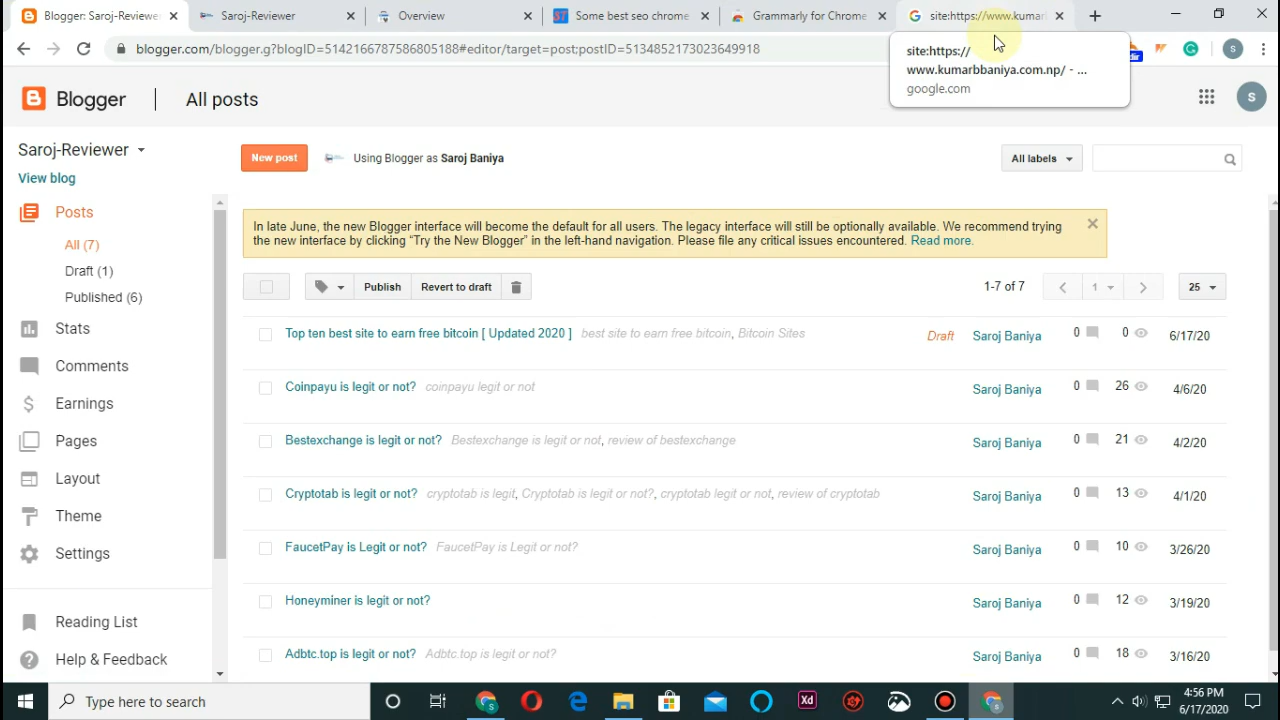 Blogger: Saroj-Reviewer
Saroj-Reviewer
Overview
Some best seo chrome
Grammarly for Chrome
site:https://www.kumar
blogger.com/blogger.g?blogID=5142166787586805188#editor/target=post:postID=5134852173023649918
S
site:https://
www.kumarbbaniya.com.np/ - ...
google.com
Blogger
All posts
S
Saroj-Reviewer
View blog
New post
Using Blogger as Saroj Baniya
All labels
Posts
All (7)
Draft (1)
Published (6)
Stats
Comments
Earnings
Pages
Layout
Theme
Settings
Reading List
Help & Feedback
In late June, the new Blogger interface will become the default for all users. The legacy interface will still be optionally available. We recommend trying
the new interface by clicking “Try the New Blogger” in the left-hand navigation. Please file any critical issues encountered. Read more.
Publish
Revert to draft
1-7 of 7
1
25
Top ten best site to earn free bitcoin [ Updated 2020 ] best site to earn free bitcoin, Bitcoin Sites Draft Saroj Baniya 0 0 6/17/20
Coinpayu is legit or not? coinpayu legit or not Saroj Baniya 0 26 4/6/20
Bestexchange is legit or not? Bestexchange is legit or not, review of bestexchange Saroj Baniya 0 21 4/2/20
Cryptotab is legit or not? cryptotab is legit, Cryptotab is legit or not?, cryptotab legit or not, review of cryptotab Saroj Baniya 0 13 4/1/20
FaucetPay is Legit or not? FaucetPay is Legit or not? Saroj Baniya 0 10 3/26/20
Honeyminer is legit or not? Saroj Baniya 0 12 3/19/20
Adbtc.top is legit or not? Adbtc.top is legit or not? Saroj Baniya 0 18 3/16/20
Type here to search
Xd
4:56 PM
6/17/2020